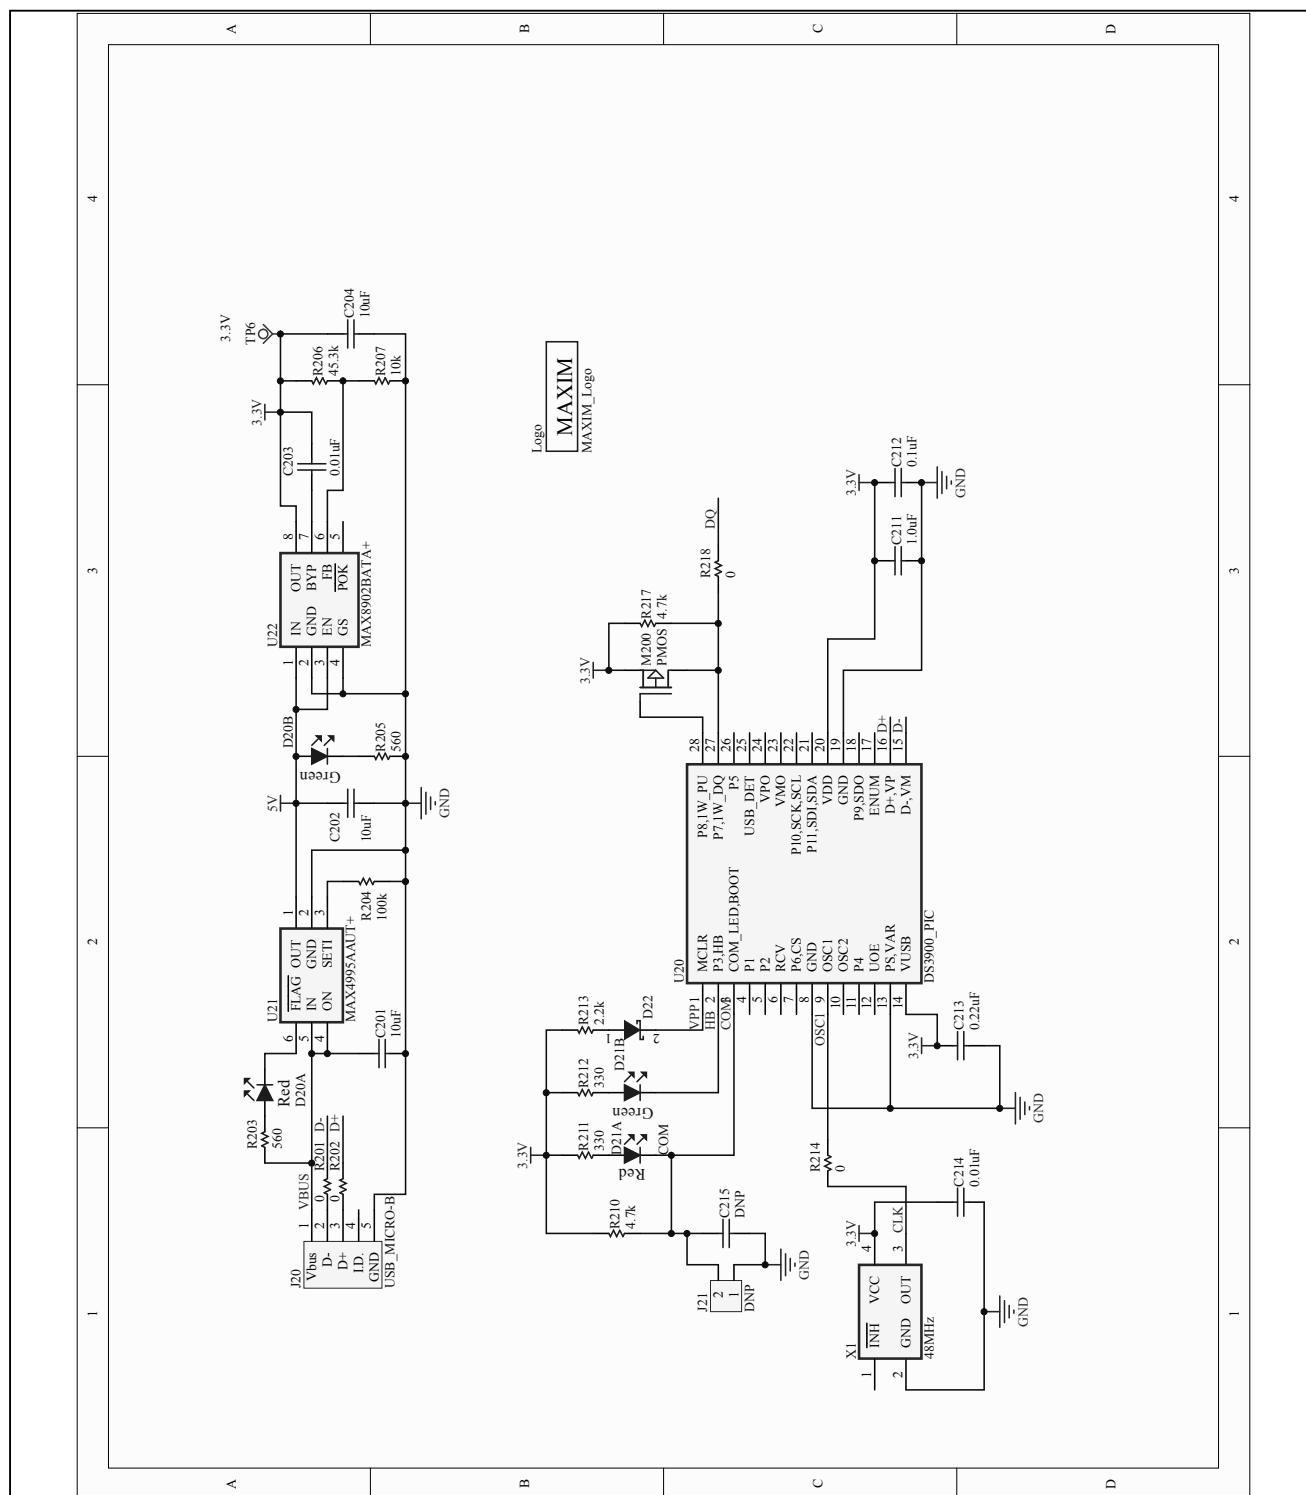 A
B
C
D
4
4
3
3
2
2
1
1
A
B
C
D
J20
Vbus
D-
D+
I.D.
GND
USB_MICRO-B
1
2
3
4
5
VBUS
0
R201
D-
0
R202
D+
R203
560
Red
D20A
C201
10uF
U21
FLAG
IN
ON
OUT
GND
SETI
MAX4995AAUT+
6
5
4
1
2
3
R204
100k
5V
C202
10uF
GND
D20B
Green
R205
560
U22
IN
GND
EN
GS
OUT
BYP
FB
POK
MAX8902BATA+
1
2
3
4
8
7
6
5
C203
0.01uF
3.3V
R206
45.3k
R207
10k
3.3V
TP6
C204
10uF
Logo
MAXIM
MAXIM_Logo
J21
2
1
DNP
GND
C215
DNP
R210
4.7k
3.3V
R211
330
D21A
Red
COM
R212
330
D21B
Green
R213
2.2k
1
D22
2
VPP
HB
COM
OSC1
U20
MCLR
P3,HB
COM_LED,BOOT
P1
P2
RCV
P6,CS
GND
OSC1
OSC2
P4
UOE
PS,VAR
VUSB
1
2
3
4
5
6
7
8
9
10
11
12
13
14
P8,1W_PU
P7,1W_DQ
P5
USB_DET
VPO
VMO
P10,SCK,SCL
P11,SDI,SDA
VDD
GND
P9,SDO
ENUM
D+,VP
D-,VM
DS3900_PIC
28
27
26
25
24
23
22
21
20
19
18
17
16
15
D+
D-
3.3V
M200
PMOS
R217
4.7k
R218
0
DQ
3.3V
C211
1.0uF
C212
0.1uF
GND
3.3V
C213
0.22uF
GND
R214
0
X1
INH
GND
VCC
OUT
48MHz
1
2
4
3
3.3V
CLK
C214
0.01uF
GND